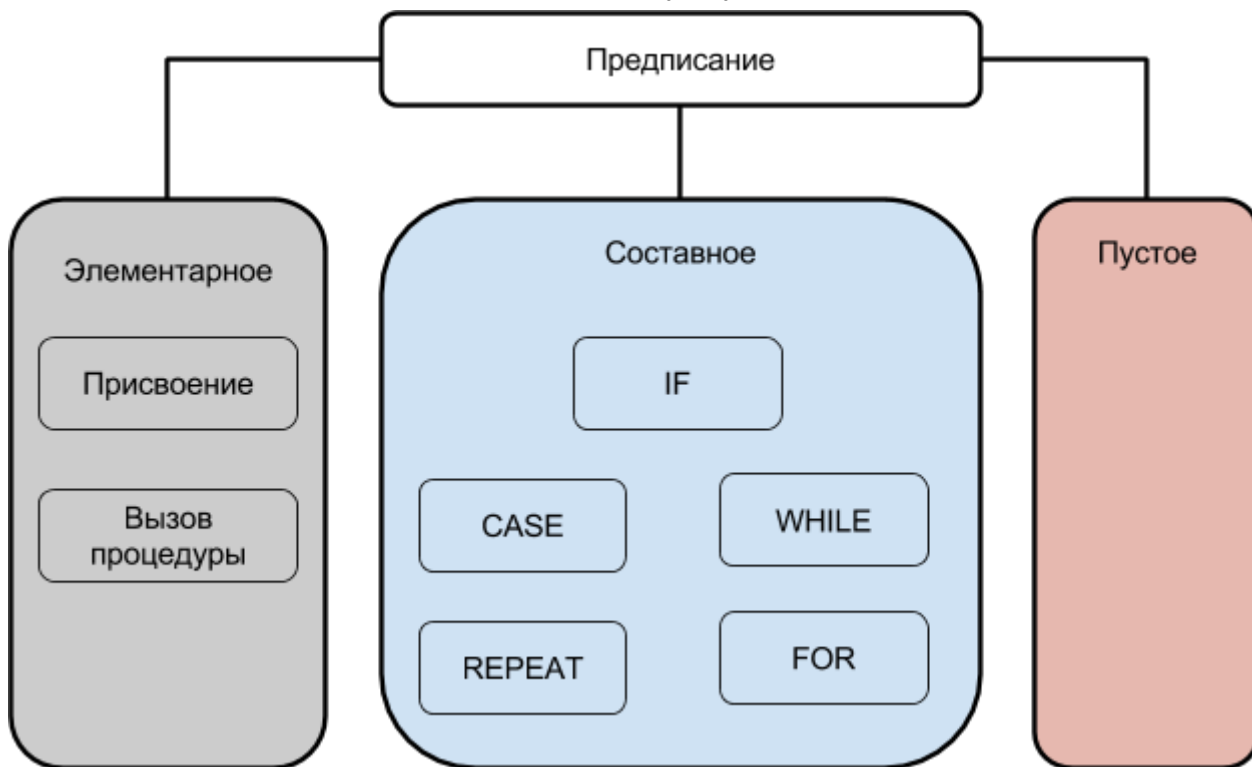 Предписание
Элементарное
Присвоение
Вызов
процедуры
Составное
IF
CASE
WHILE
REPEAT
FOR
Пустое